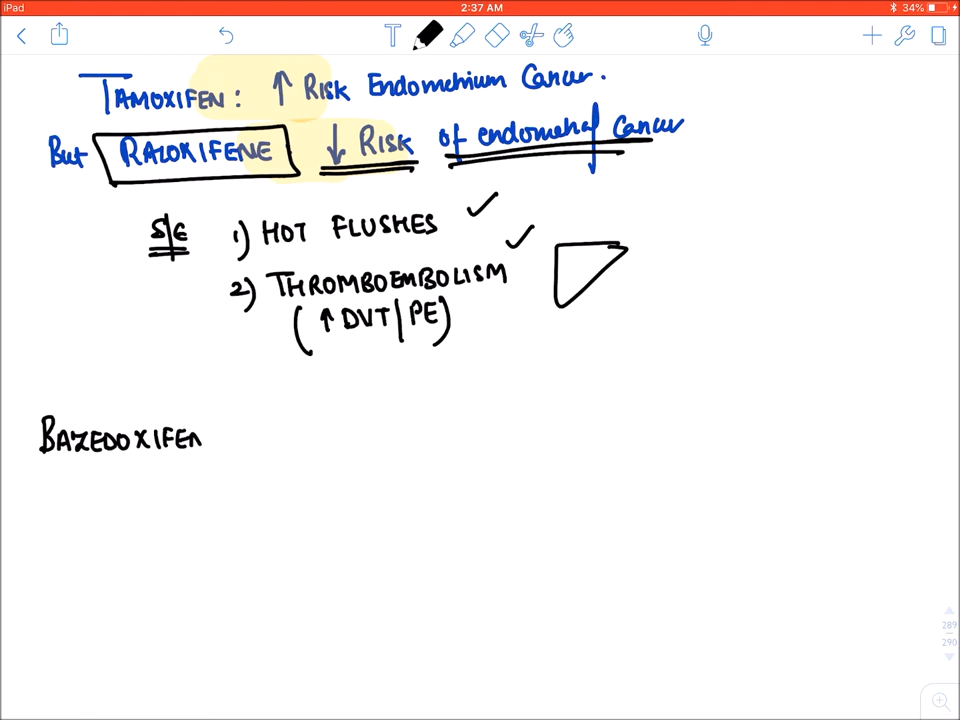 iPad 2:37 AM 34%
T
TAMOXIFEN: ↑ Risk Endometrium Cancer.
But RALOXIFENE ↓ Risk of endometrial cancer
S/E 1) HOT FLUSHES ✓
2) THROMBOEMBOLISM ✓
(↑ DVT/PE)
BAZEDOXIFEN
289
290